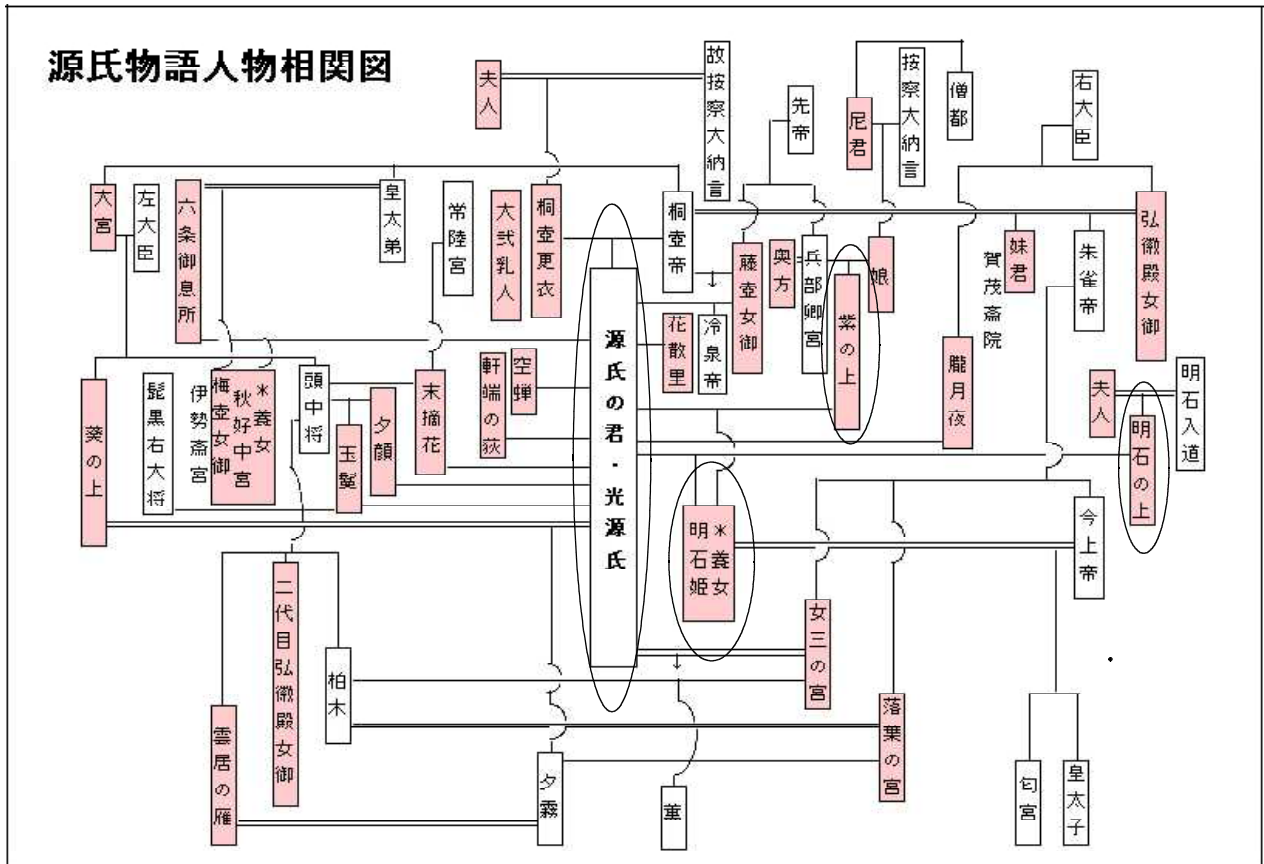 源氏物語人物相関図
夫人
故按察大納言
先帝
尼君
按察大納言
僧都
右大臣
大宮
左大臣
六条御息所
皇太弟
常陸宮
大弐乳人
桐壺更衣
桐壺帝
藤壺女御
奥方
兵部卿宮
娘
賀茂斎院
妹君
朱雀帝
弘徽殿女御
源氏の君・光源氏
↓
花散里
冷泉帝
紫の上
朧月夜
夫人
明石入道
明石の上
葵の上
髭黒右大将
伊勢斎宮
*養女
秋好中宮
梅壺女御
頭中将
玉鬘
夕顔
末摘花
軒端の荻
空蝉
*養女
明石姫
今上帝
女三の宮
↓
二代目弘徽殿女御
柏木
雲居の雁
夕霧
薫
落葉の宮
匂宮
皇太子